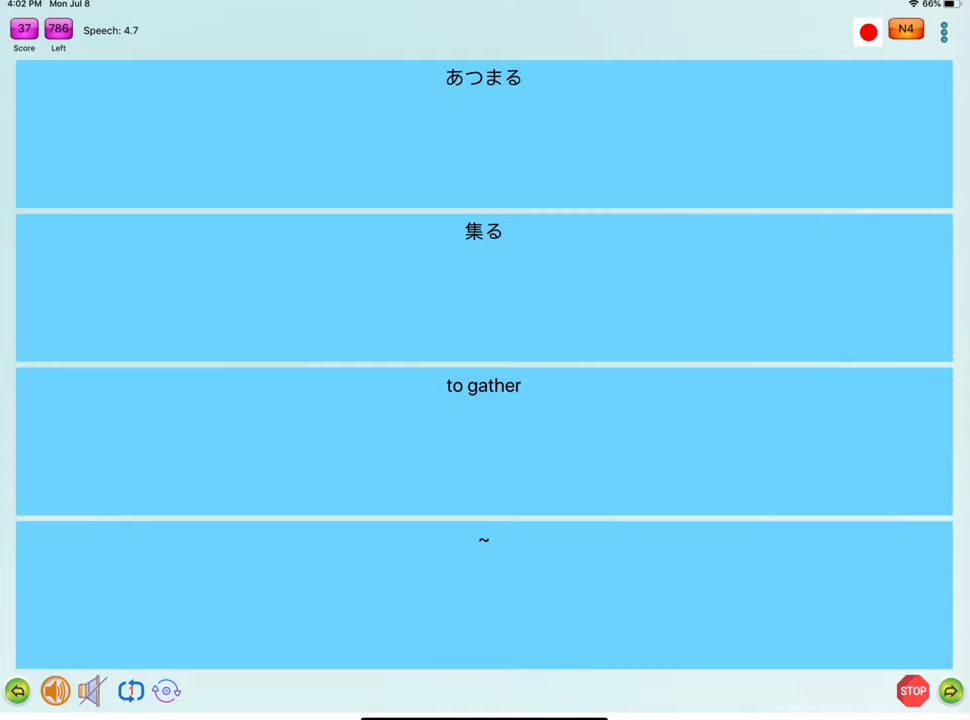 4:02 PM Mon Jul 8
66%
37
786
Speech: 4.7
N4
Score
Left
あつまる
集る
to gather
~
1
STOP